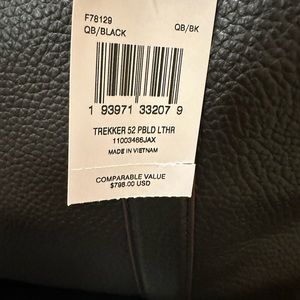 F78129
QB/BLACK QB/BK
1 93971 33207 9
TREKKER 52 PBLD LTHR
11003466JAX
MADE IN VIETNAM
COMPARABLE VALUE
$798.00 USD